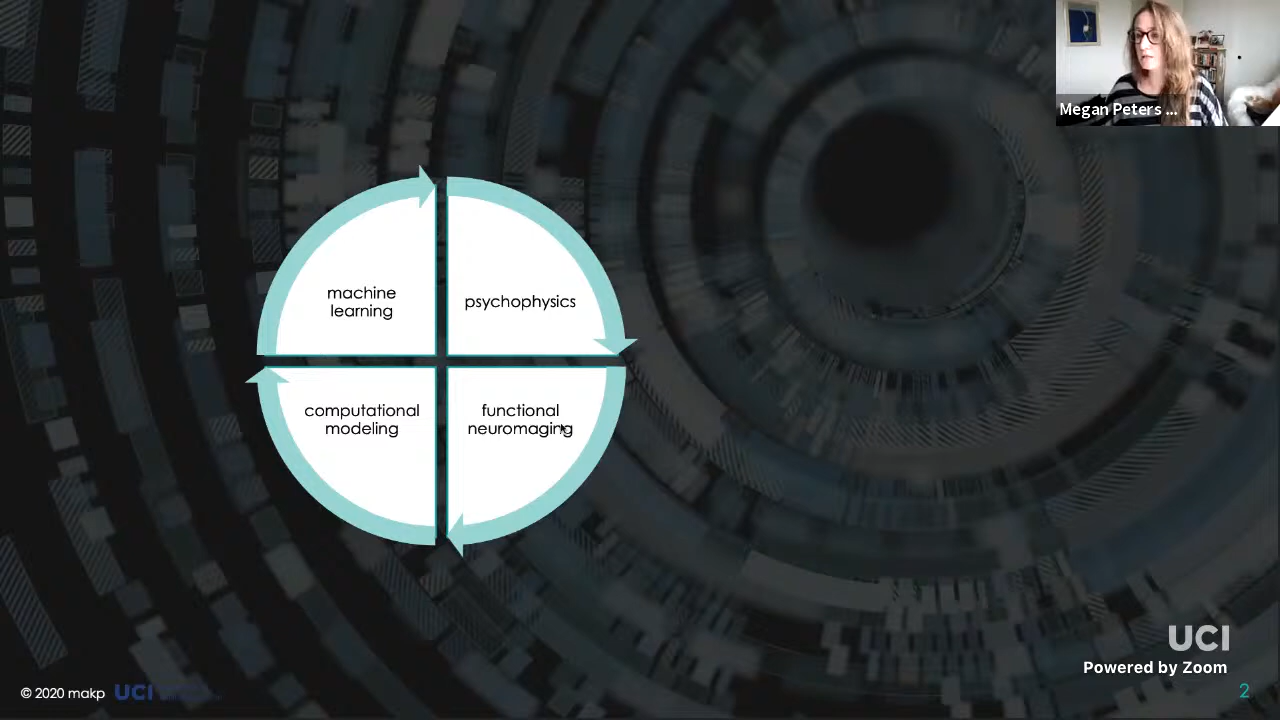 Megan Peters ...
machine
learning
psychophysics
computational
modeling
functional
neuromaging
UCI
Powered by Zoom
© 2020 makp
UCI
2